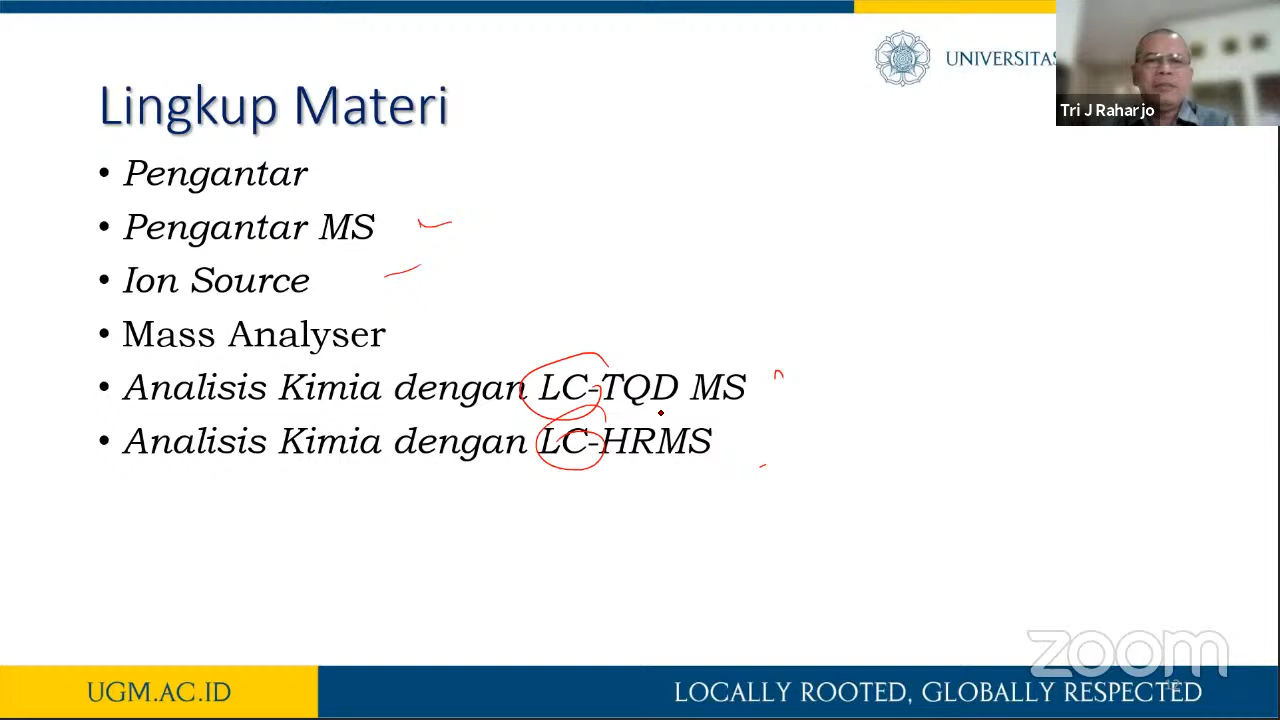 UNIVERSITAS
Tri J Raharjo
Lingkup Materi
• Pengantar
• Pengantar MS
• Ion Source
• Mass Analyser
• Analisis Kimia dengan LC-TQD MS
• Analisis Kimia dengan LC-HRMS
zoom
UGM.AC.ID
LOCALLY ROOTED, GLOBALLY RESPECTED